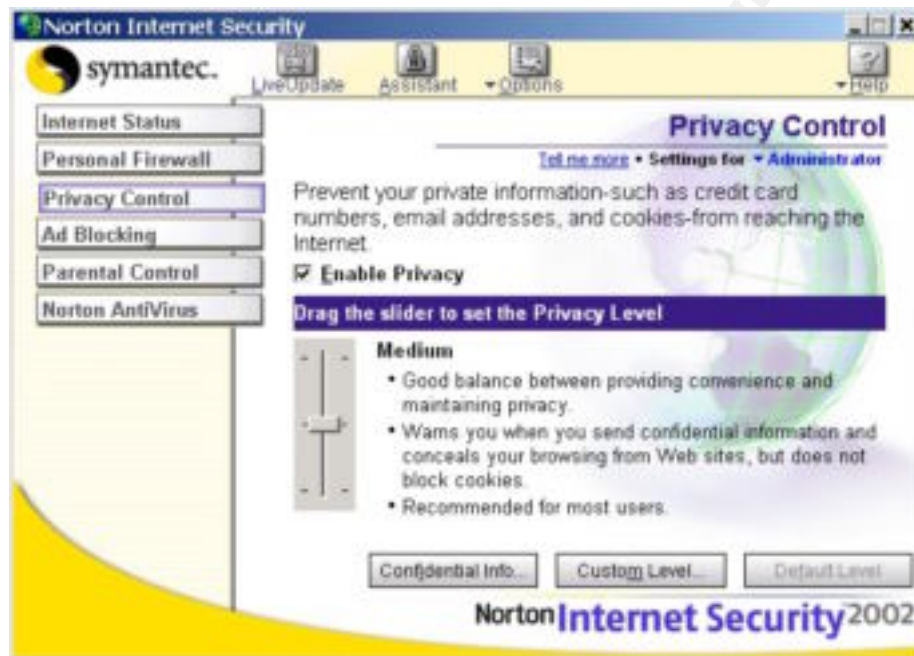 Norton Internet Security
symantec.
LiveUpdate
Assistant
Options
Help
Internet Status
Personal Firewall
Privacy Control
Ad Blocking
Parental Control
Norton AntiVirus
Privacy Control
Tell me more • Settings for Administrator
Prevent your private information-such as credit card
numbers, email addresses, and cookies-from reaching the
Internet.
Enable Privacy
Drag the slider to set the Privacy Level
Medium
• Good balance between providing convenience and
maintaining privacy.
• Warns you when you send confidential information and
conceals your browsing from Web sites, but does not
block cookies.
• Recommended for most users.
Confidential Info...
Custom Level...
Default Level
Norton Internet Security 2002